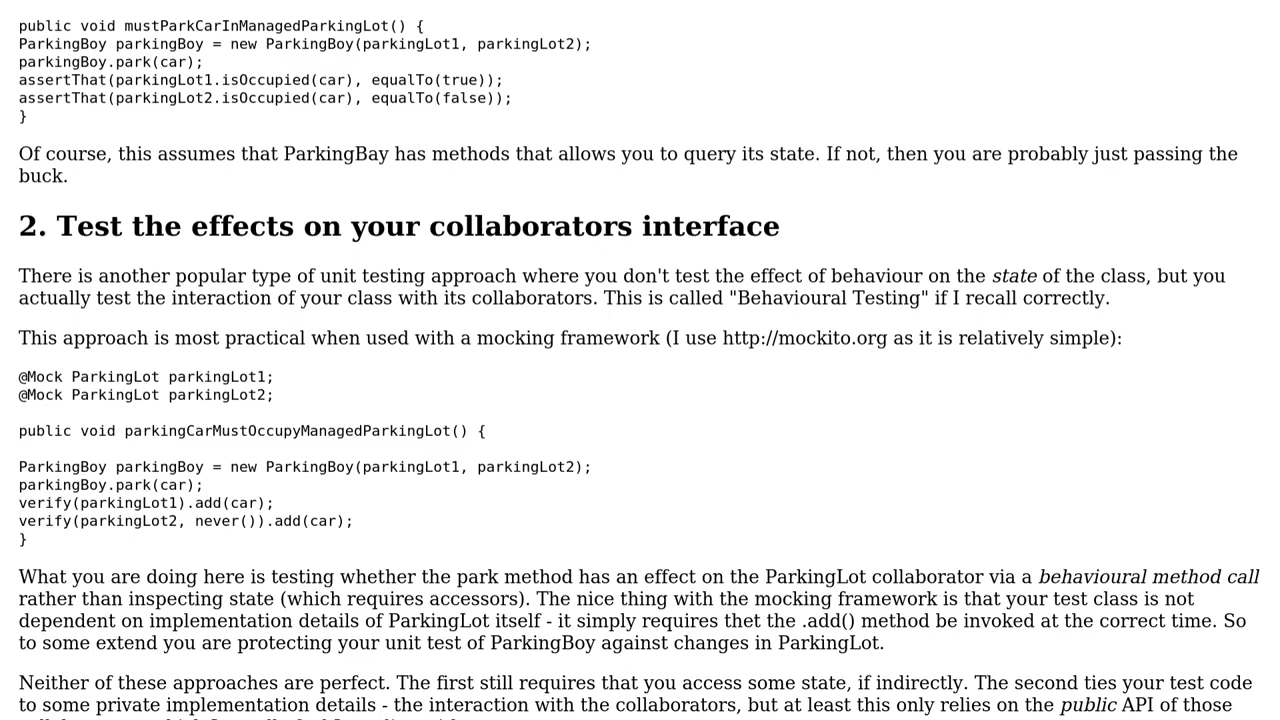 public void mustParkCarInManagedParkingLot() {
ParkingBoy parkingBoy = new ParkingBoy(parkingLot1, parkingLot2);
parkingBoy.park(car);
assertThat(parkingLot1.isOccupied(car), equalTo(true));
assertThat(parkingLot2.isOccupied(car), equalTo(false));
}
Of course, this assumes that ParkingBay has methods that allows you to query its state. If not, then you are probably just passing the
buck.
2. Test the effects on your collaborators interface
There is another popular type of unit testing approach where you don't test the effect of behaviour on the state of the class, but you
actually test the interaction of your class with its collaborators. This is called "Behavioural Testing" if I recall correctly.
This approach is most practical when used with a mocking framework (I use http://mockito.org as it is relatively simple):
@Mock ParkingLot parkingLot1;
@Mock ParkingLot parkingLot2;
public void parkingCarMustOccupyManagedParkingLot() {
ParkingBoy parkingBoy = new ParkingBoy(parkingLot1, parkingLot2);
parkingBoy.park(car);
verify(parkingLot1).add(car);
verify(parkingLot2, never()).add(car);
}
What you are doing here is testing whether the park method has an effect on the ParkingLot collaborator via a behavioural method call
rather than inspecting state (which requires accessors). The nice thing with the mocking framework is that your test class is not
dependent on implementation details of ParkingLot itself - it simply requires thet the .add() method be invoked at the correct time. So
to some extend you are protecting your unit test of ParkingBoy against changes in ParkingLot.
Neither of these approaches are perfect. The first still requires that you access some state, if indirectly. The second ties your test code
to some private implementation details - the interaction with the collaborators, but at least this only relies on the public API of those